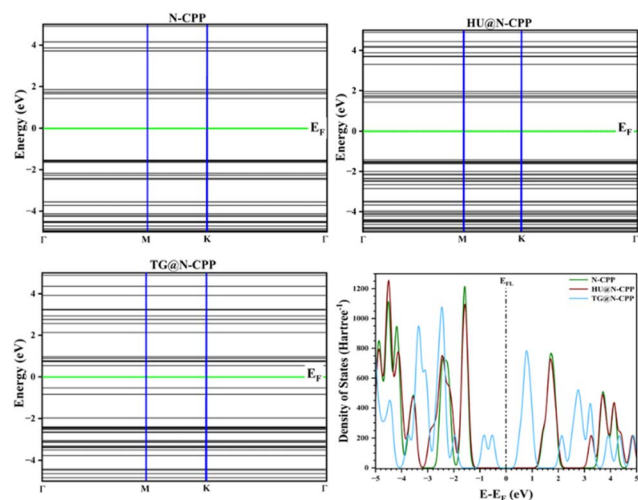 N-CPP
Energy (eV)
4
2
0
−2
−4
E_F
Γ M K Γ
HU@N-CPP
Energy (eV)
4
2
0
−2
−4
E_F
Γ M K Γ
TG@N-CPP
Energy (eV)
4
2
0
−2
−4
E_F
Γ M K Γ
Density of States (Hartree⁻¹)
1200
1000
800
600
400
200
0
E_FL
N-CPP
HU@N-CPP
TG@N-CPP
-5 -4 -3 -2 -1 0 1 2 3 4 5
E-E_F (eV)